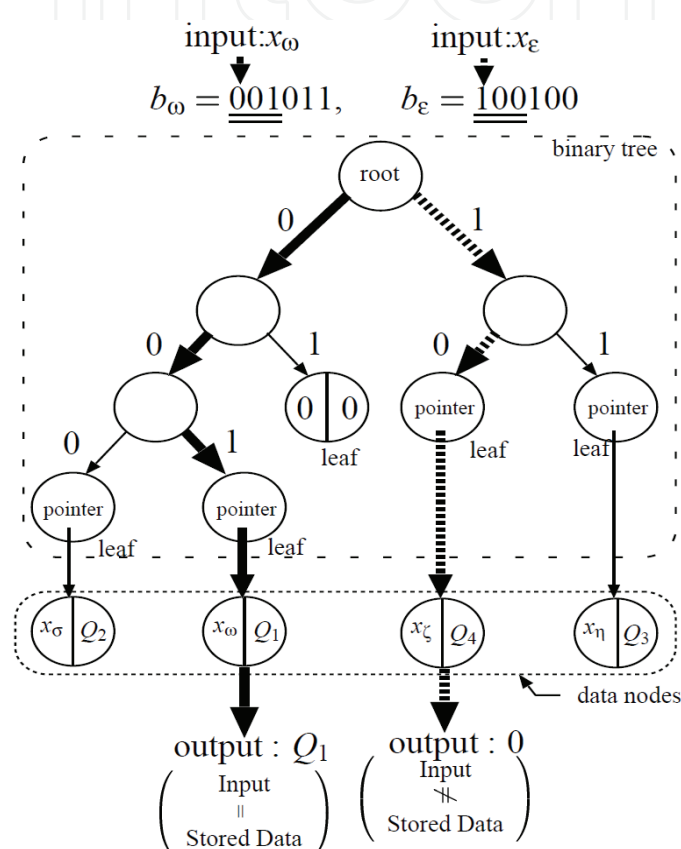 input:xω input:xε
bω = 001011, bε = 100100
binary tree
root
0 1
0 1 0 1
0 0 pointer pointer
leaf leaf leaf
0 1
pointer pointer
leaf leaf
xσ Q2 xω Q1 xζ Q4 xη Q3
data nodes
output : Q1 output : 0
Input Input
= ≠
Stored Data Stored Data